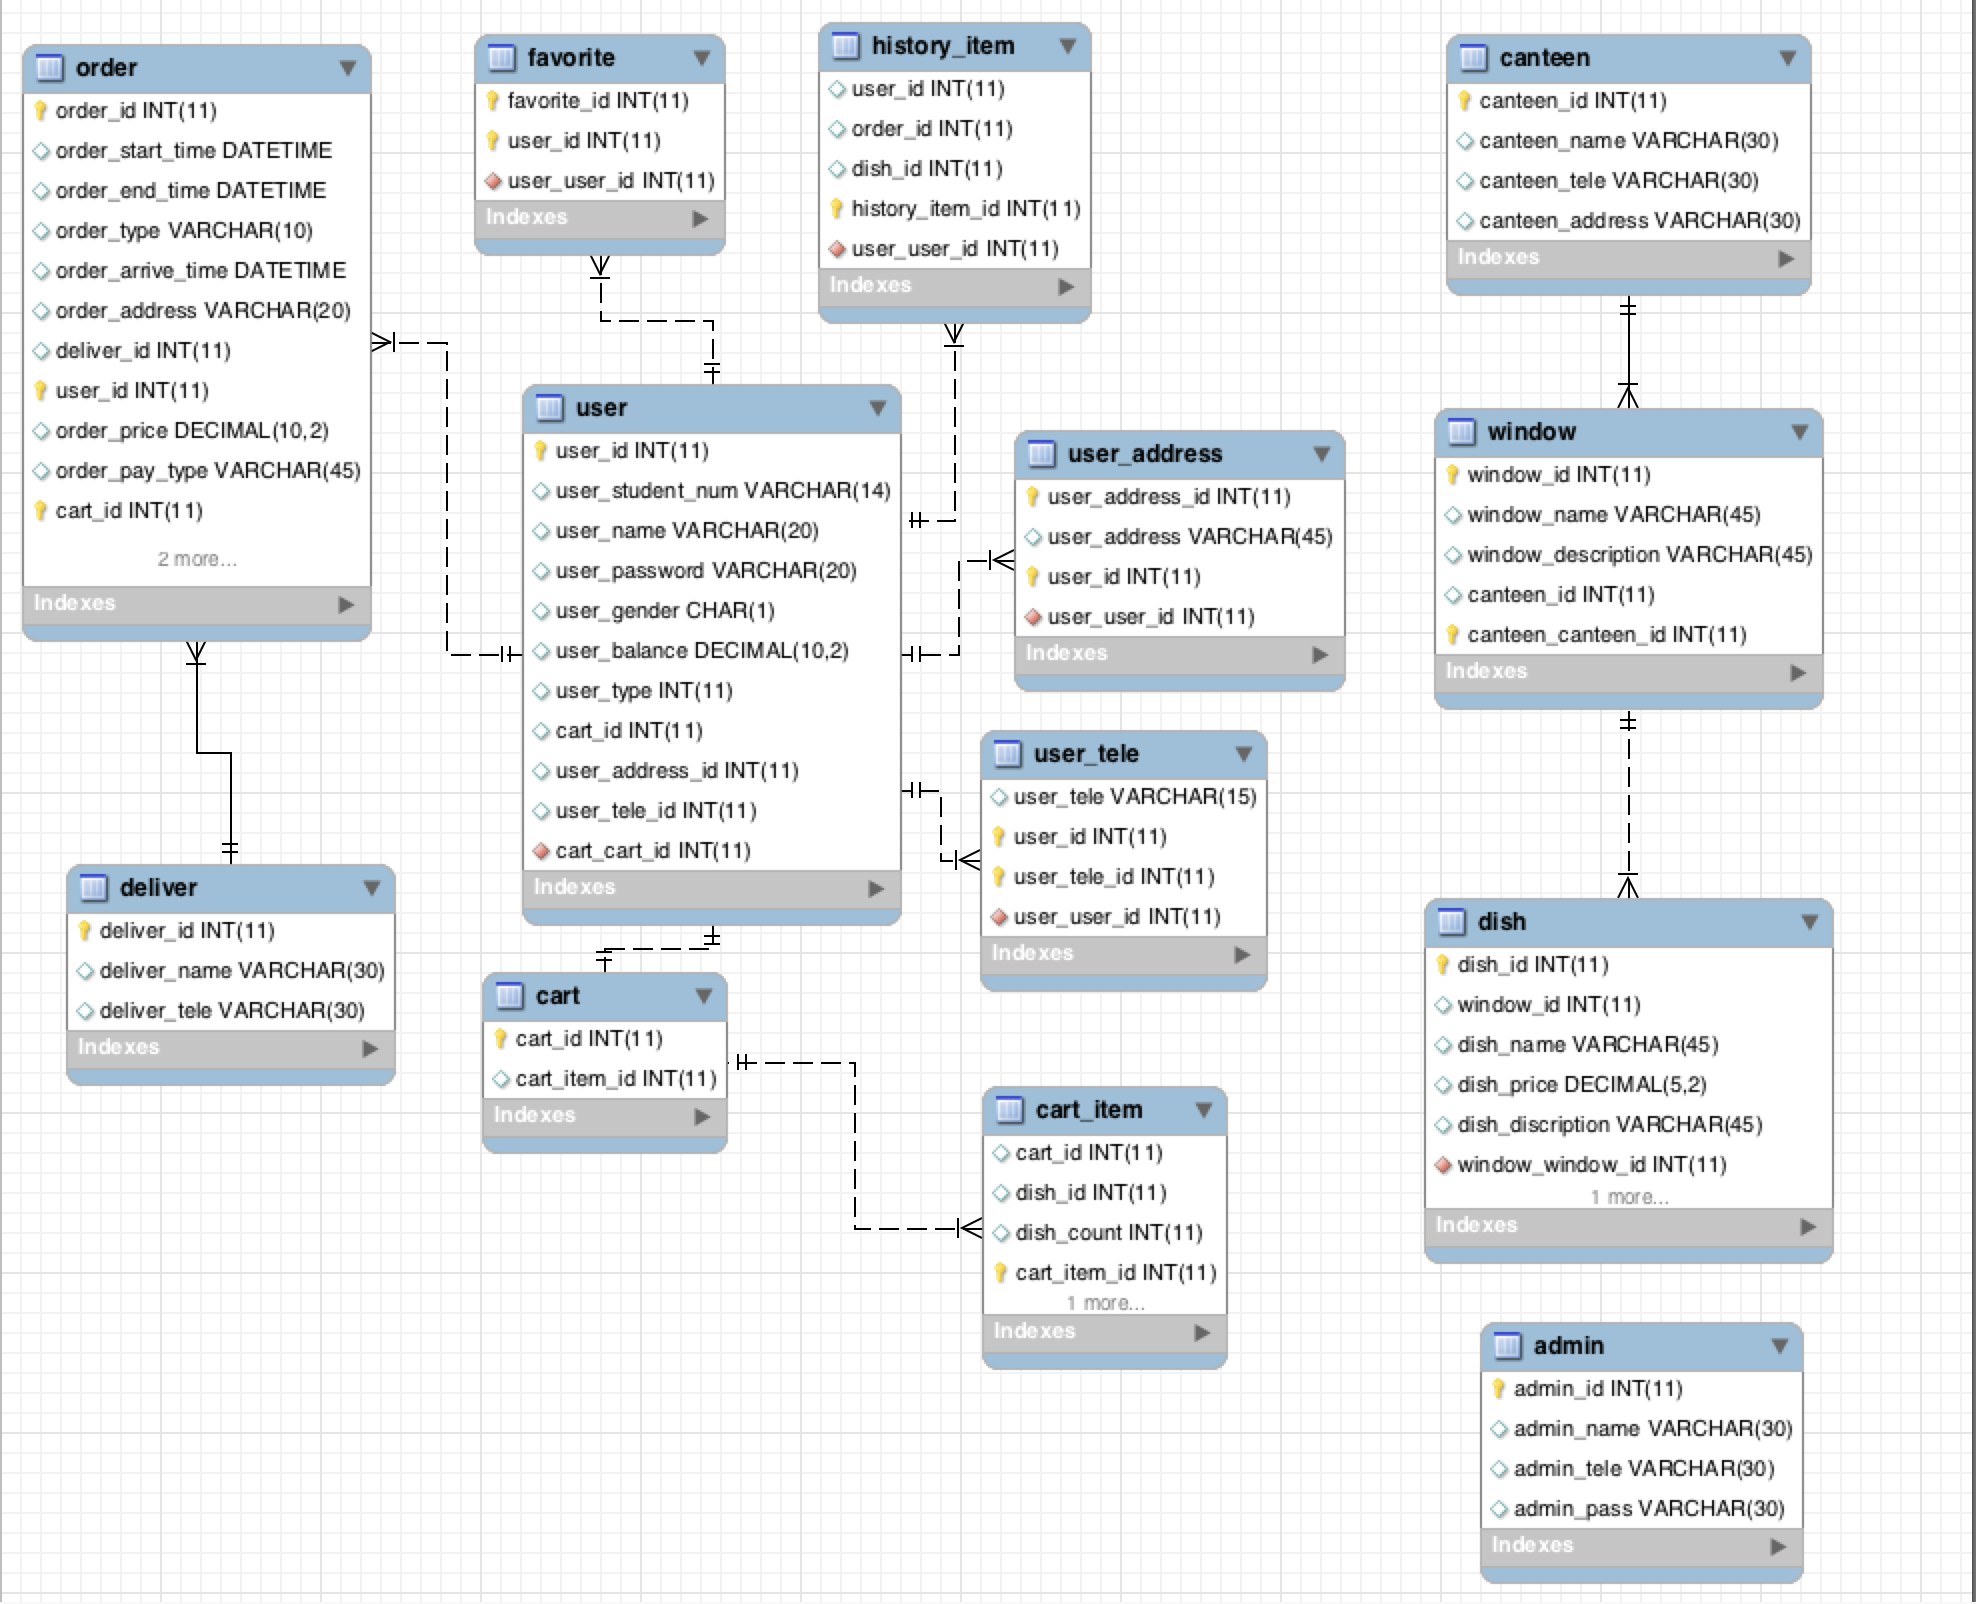 order
order_id INT(11)
order_start_time DATETIME
order_end_time DATETIME
order_type VARCHAR(10)
order_arrive_time DATETIME
order_address VARCHAR(20)
deliver_id INT(11)
user_id INT(11)
order_price DECIMAL(10,2)
order_pay_type VARCHAR(45)
cart_id INT(11)
2 more...
Indexes
favorite
favorite_id INT(11)
user_id INT(11)
user_user_id INT(11)
Indexes
history_item
user_id INT(11)
order_id INT(11)
dish_id INT(11)
history_item_id INT(11)
user_user_id INT(11)
Indexes
canteen
canteen_id INT(11)
canteen_name VARCHAR(30)
canteen_tele VARCHAR(30)
canteen_address VARCHAR(30)
Indexes
user
user_id INT(11)
user_student_num VARCHAR(14)
user_name VARCHAR(20)
user_password VARCHAR(20)
user_gender CHAR(1)
user_balance DECIMAL(10,2)
user_type INT(11)
cart_id INT(11)
user_address_id INT(11)
user_tele_id INT(11)
cart_cart_id INT(11)
Indexes
user_address
user_address_id INT(11)
user_address VARCHAR(45)
user_id INT(11)
user_user_id INT(11)
Indexes
window
window_id INT(11)
window_name VARCHAR(45)
window_description VARCHAR(45)
canteen_id INT(11)
canteen_canteen_id INT(11)
Indexes
user_tele
user_tele VARCHAR(15)
user_id INT(11)
user_tele_id INT(11)
user_user_id INT(11)
Indexes
deliver
deliver_id INT(11)
deliver_name VARCHAR(30)
deliver_tele VARCHAR(30)
Indexes
cart
cart_id INT(11)
cart_item_id INT(11)
Indexes
dish
dish_id INT(11)
window_id INT(11)
dish_name VARCHAR(45)
dish_price DECIMAL(5,2)
dish_discription VARCHAR(45)
window_window_id INT(11)
1 more...
Indexes
cart_item
cart_id INT(11)
dish_id INT(11)
dish_count INT(11)
cart_item_id INT(11)
1 more...
Indexes
admin
admin_id INT(11)
admin_name VARCHAR(30)
admin_tele VARCHAR(30)
admin_pass VARCHAR(30)
Indexes